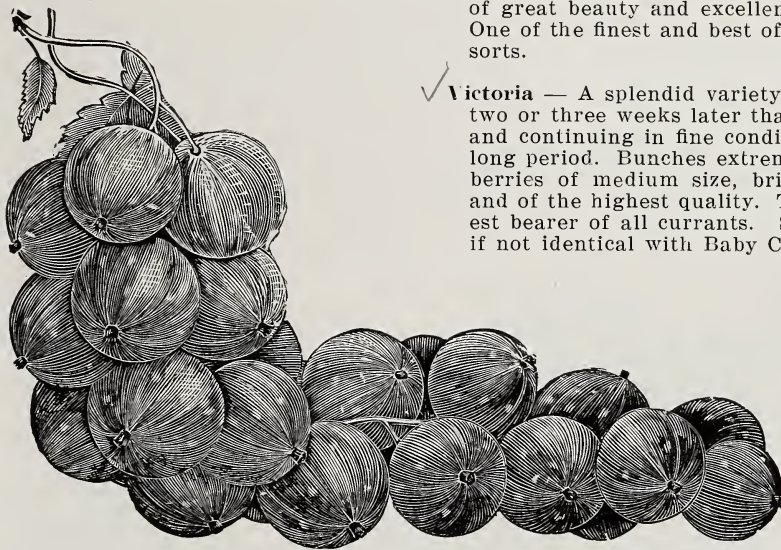 of great beauty and excellen
One of the finest and best of
sorts.
Victoria — A splendid variety
two or three weeks later tha
and continuing in fine condi
long period. Bunches extrem
berries of medium size, bri
and of the highest quality. T
est bearer of all currants. S
if not identical with Baby C